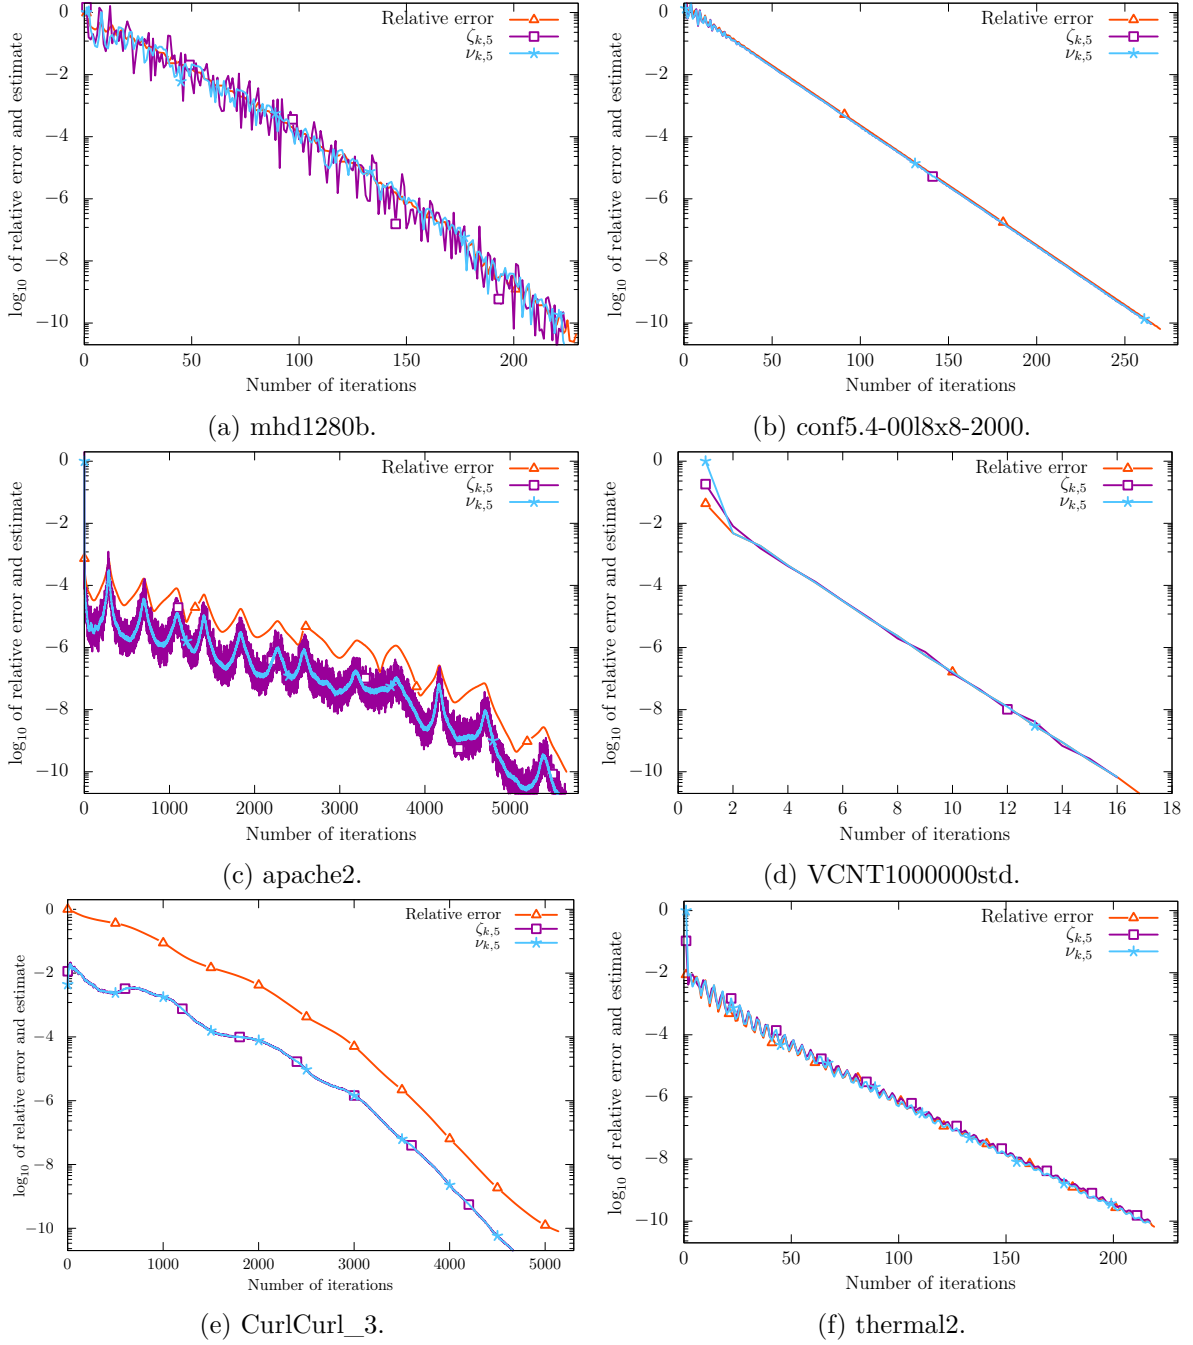 log₁₀ of relative error and estimate
0
−2
−4
−6
−8
−10
Relative error
ζk,5
νk,5
0 50 100 150 200
Number of iterations
(a) mhd1280b.
log₁₀ of relative error and estimate
0
−2
−4
−6
−8
−10
Relative error
ζk,5
νk,5
0 50 100 150 200 250
Number of iterations
(b) conf5.4-00l8x8-2000.
log₁₀ of relative error and estimate
0
−2
−4
−6
−8
−10
Relative error
ζk,5
νk,5
0 1000 2000 3000 4000 5000
Number of iterations
(c) apache2.
log₁₀ of relative error and estimate
0
−2
−4
−6
−8
−10
Relative error
ζk,5
νk,5
0 2 4 6 8 10 12 14 16 18
Number of iterations
(d) VCNT1000000std.
log₁₀ of relative error and estimate
0
−2
−4
−6
−8
−10
Relative error
ζk,5
νk,5
0 1000 2000 3000 4000 5000
Number of iterations
(e) CurlCurl_3.
log₁₀ of relative error and estimate
0
−2
−4
−6
−8
−10
Relative error
ζk,5
νk,5
0 50 100 150 200
Number of iterations
(f) thermal2.